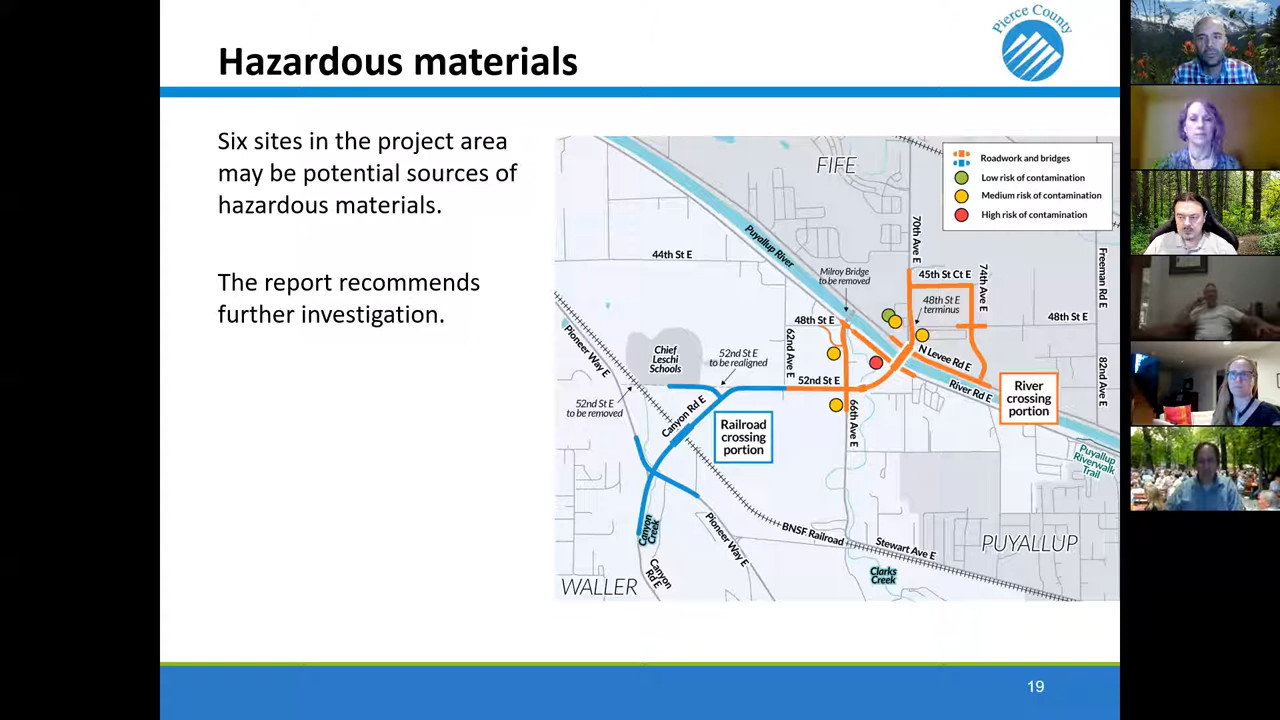 Hazardous materials
Pierce County
Six sites in the project area
may be potential sources of
hazardous materials.
The report recommends
further investigation.
FIFE
Roadwork and bridges
Low risk of contamination
Medium risk of contamination
High risk of contamination
Puyallup River
44th St E
70th Ave E
Milroy Bridge
to be removed
45th St Ct E
74th Ave E
Freeman Rd E
48th St E
terminus
48th St E
48th St E
62nd Ave E
Pioneer Way E
Chief
Leschi
Schools
52nd St E
to be realigned
N Levee Rd E
82nd Ave E
52nd St E
River Rd E
River
crossing
portion
52nd St E
to be removed
Canyon Rd E
66th Ave E
Railroad
crossing
portion
Puyallup
Riverwalk
Trail
Canyon
Creek
Pioneer Way E
BNSF Railroad
Stewart Ave E
PUYALLUP
Canyon
Rd E
Clarks
Creek
WALLER
19